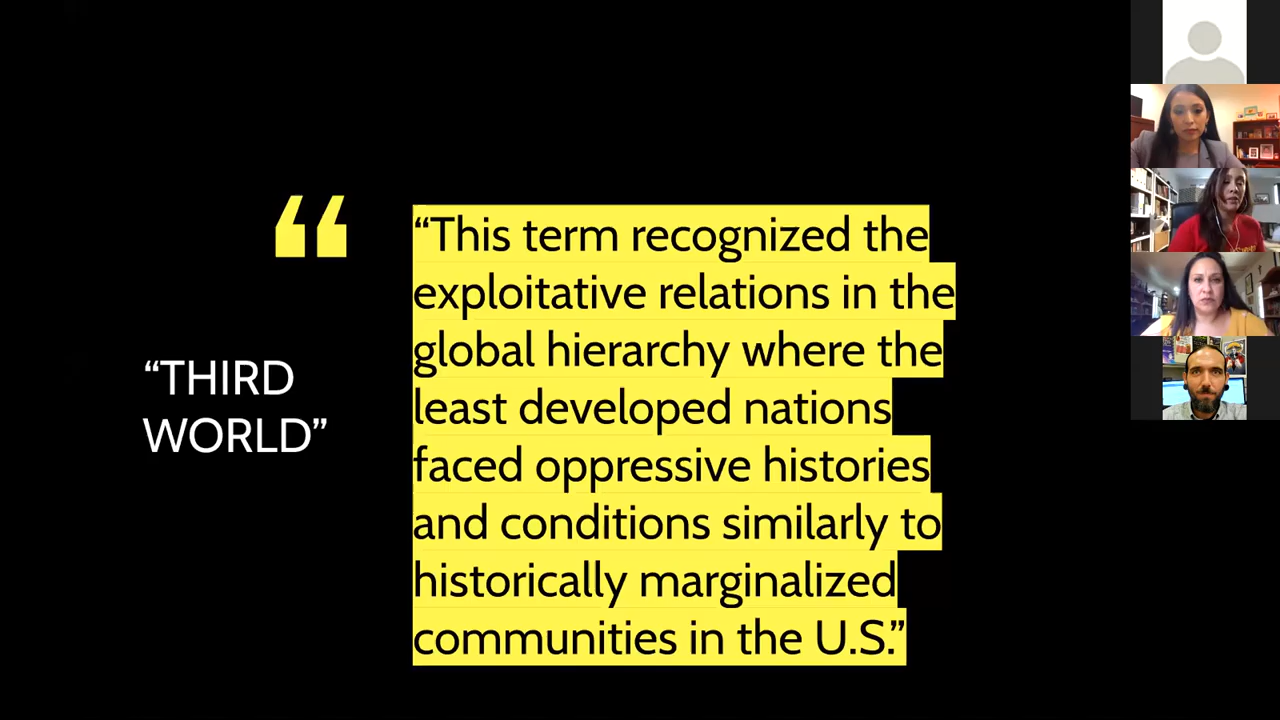 “
“THIRD
WORLD”
“This term recognized the
exploitative relations in the
global hierarchy where the
least developed nations
faced oppressive histories
and conditions similarly to
historically marginalized
communities in the U.S.”